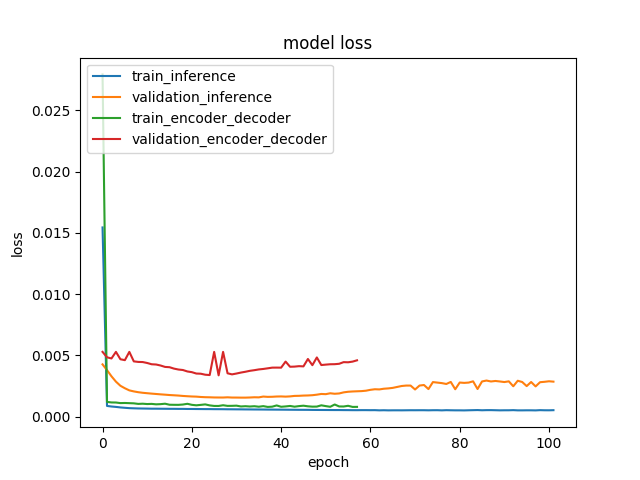 model loss
train_inference
validation_inference
train_encoder_decoder
validation_encoder_decoder
0.025
0.020
0.015
0.010
0.005
0.000
loss
0 20 40 60 80 100
epoch